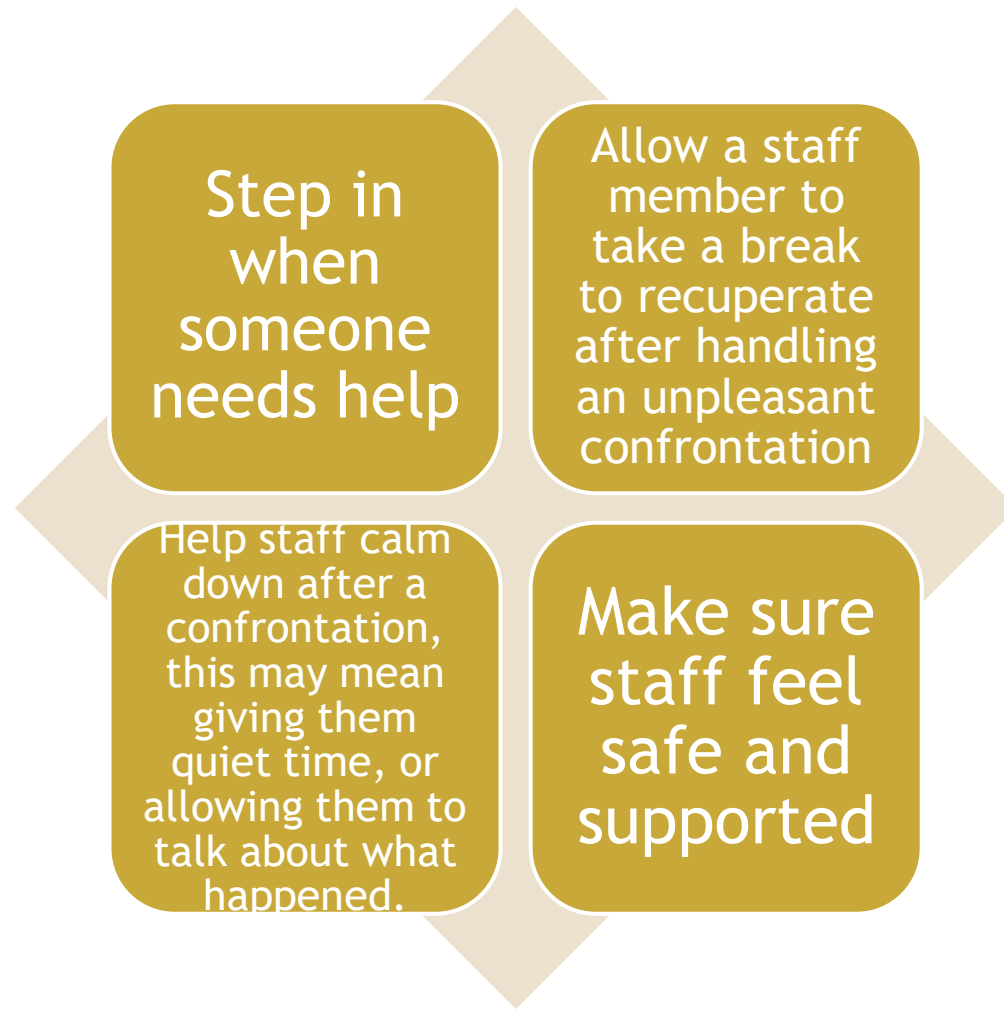 Step in
when
someone
needs help
Allow a staff
member to
take a break
to recuperate
after handling
an unpleasant
confrontation
Help staff calm
down after a
confrontation,
this may mean
giving them
quiet time, or
allowing them to
talk about what
happened.
Make sure
staff feel
safe and
supported